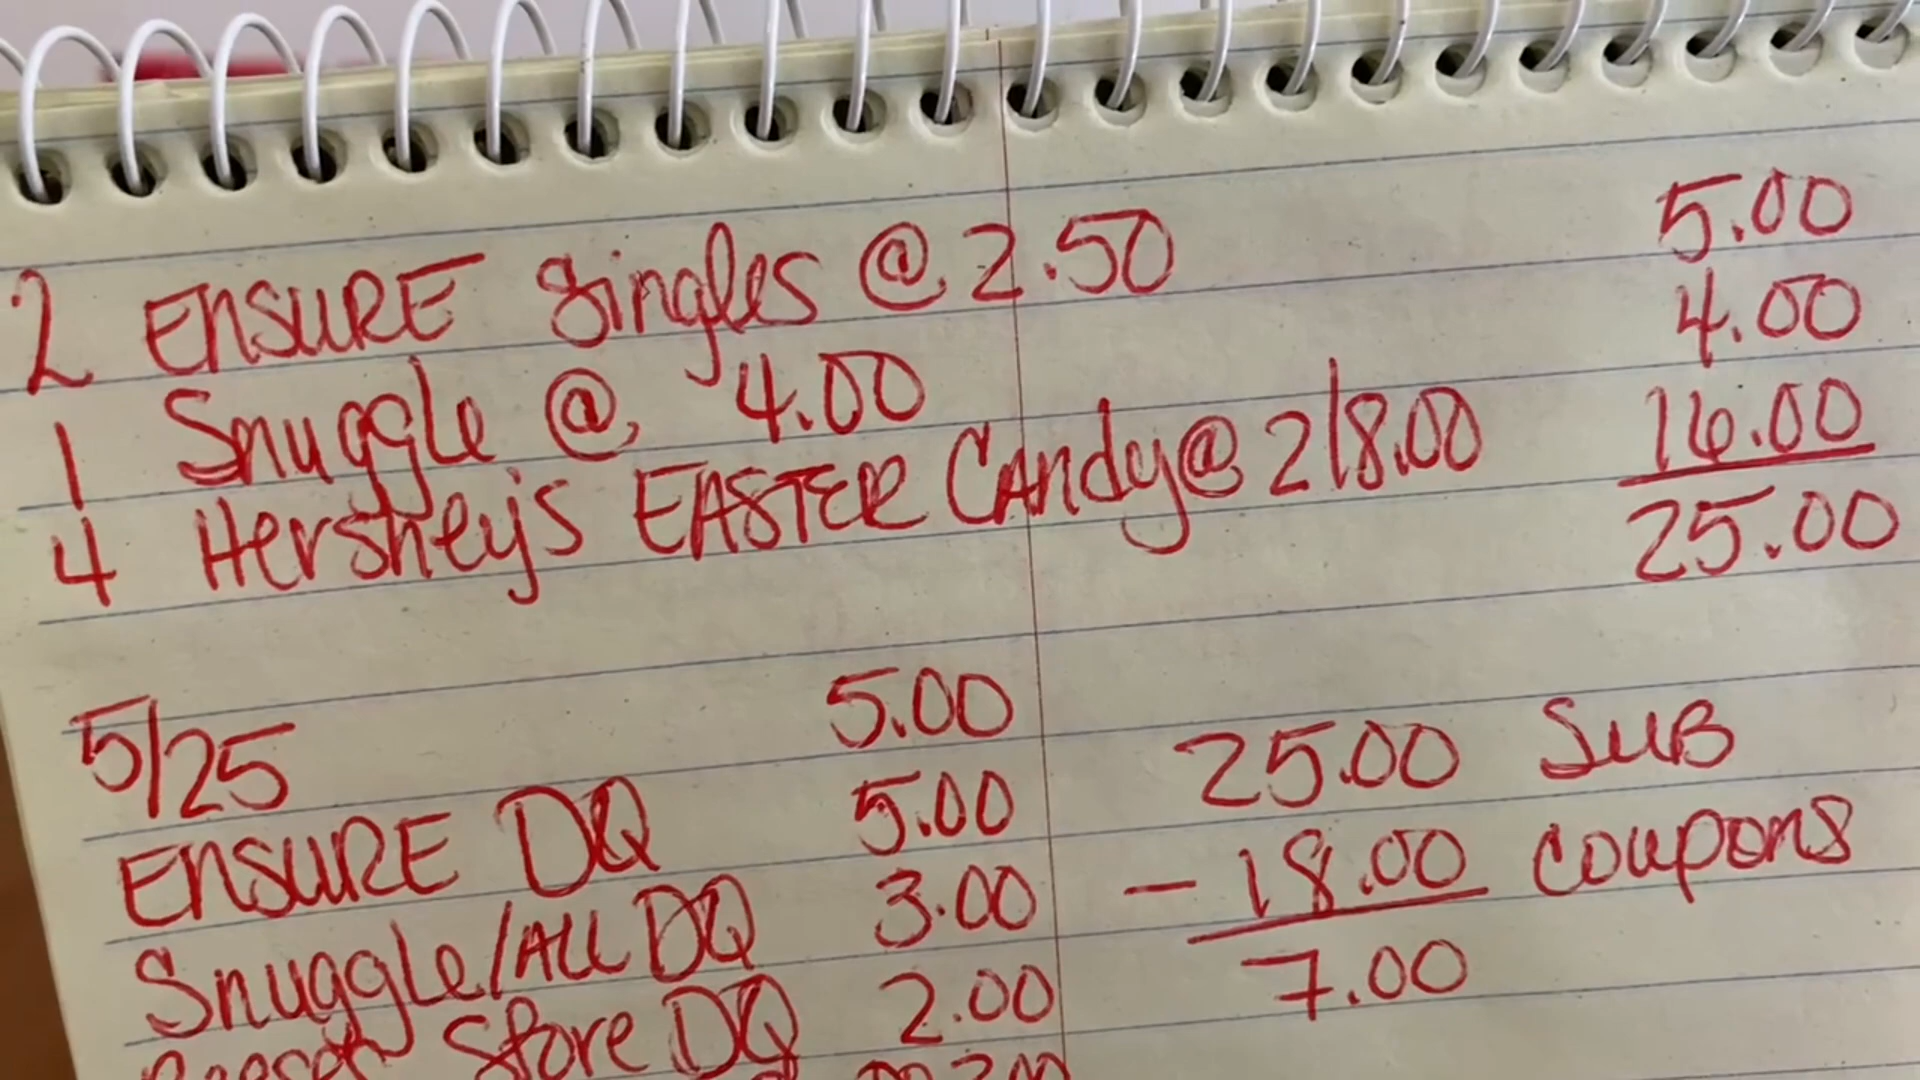 2 ENSURE Singles @ 2.50 5.00
1 Snuggle @ 4.00 4.00
4 Hershey's EASTER Candy @ 2/8.00 16.00
25.00
5/25 5.00
ENSURE DQ 5.00
Snuggle/ALL DQ 3.00
Store DQ 2.00
25.00 SUB
- 18.00 coupons
7.00